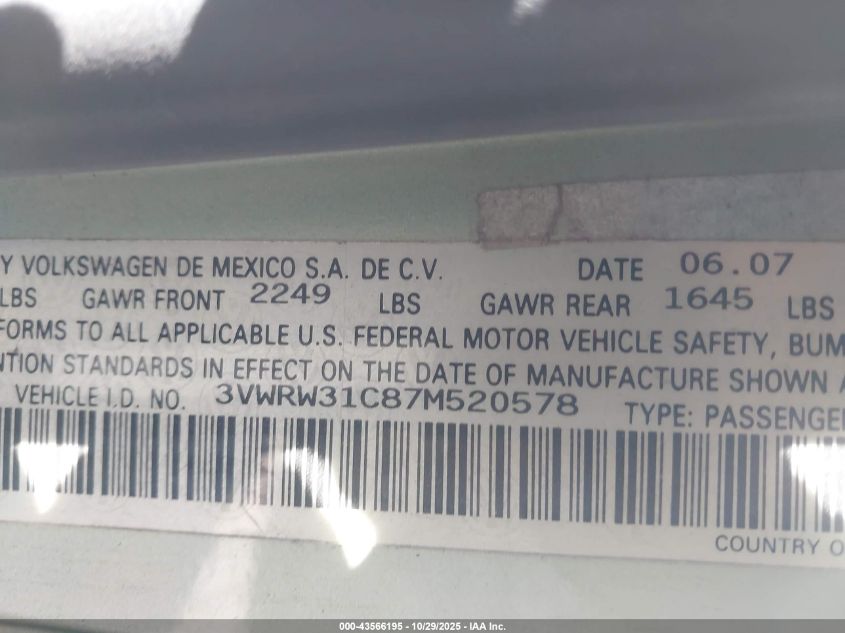 Y VOLKSWAGEN DE MEXICO S.A. DE C.V. DATE 06.07
LBS GAWR FRONT 2249 LBS GAWR REAR 1645 LBS
FORMS TO ALL APPLICABLE U.S. FEDERAL MOTOR VEHICLE SAFETY, BUM
NTION STANDARDS IN EFFECT ON THE DATE OF MANUFACTURE SHOWN A
VEHICLE I.D. NO. 3VWRW31C87M520578 TYPE: PASSENGER
COUNTRY O
000-43566195 - 10/29/2025 - IAA Inc.